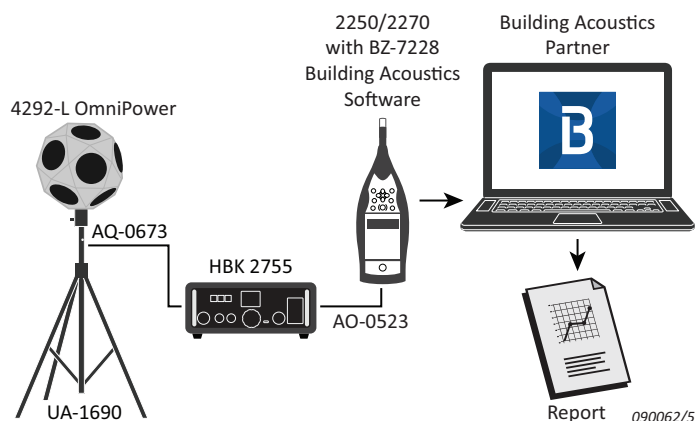 2250/2270
with BZ-7228
Building Acoustics
Software
Building Acoustics
Partner
4292-L OmniPower
B
AQ-0673
HBK 2755
AO-0523
UA-1690
Report
090062/5